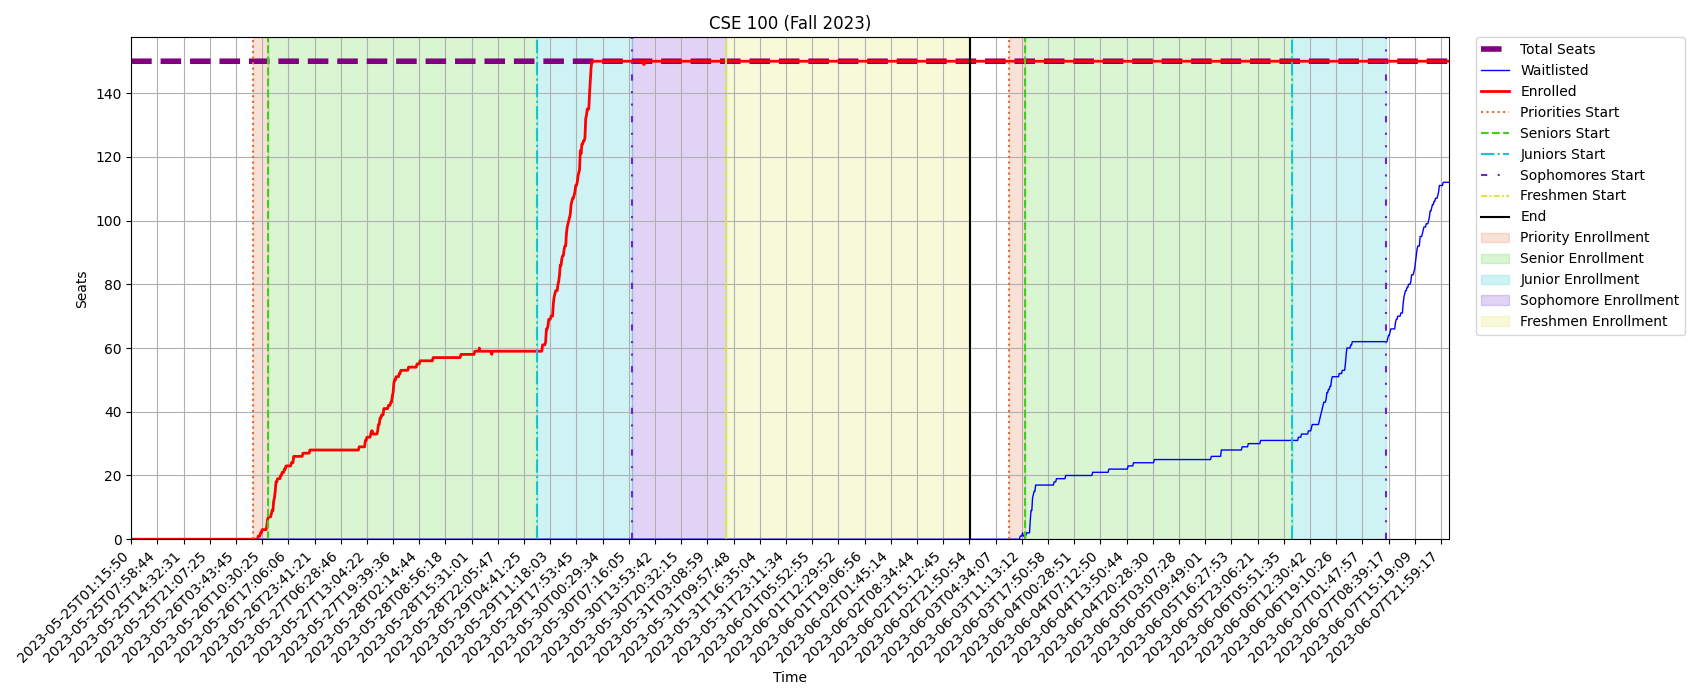 CSE 100 (Fall 2023)
Total Seats
Waitlisted
Enrolled
Priorities Start
Seniors Start
Juniors Start
Sophomores Start
Freshmen Start
End
Priority Enrollment
Senior Enrollment
Junior Enrollment
Sophomore Enrollment
Freshmen Enrollment
Seats
140
120
100
80
60
40
20
0
2023-05-25T01:15:50
2023-05-25T07:58:44
2023-05-25T14:32:31
2023-05-25T21:07:25
2023-05-26T03:43:45
2023-05-26T10:30:25
2023-05-26T17:06:06
2023-05-26T23:41:21
2023-05-27T06:28:46
2023-05-27T13:04:22
2023-05-27T19:39:36
2023-05-28T02:14:44
2023-05-28T08:56:18
2023-05-28T15:31:01
2023-05-28T22:05:47
2023-05-29T04:41:25
2023-05-29T11:18:03
2023-05-29T17:53:45
2023-05-30T00:29:34
2023-05-30T07:16:05
2023-05-30T13:53:42
2023-05-30T20:32:15
2023-05-31T03:08:59
2023-05-31T09:57:48
2023-05-31T16:35:04
2023-05-31T23:11:34
2023-06-01T05:52:55
2023-06-01T12:29:52
2023-06-01T19:06:56
2023-06-02T01:45:14
2023-06-02T08:34:44
2023-06-02T15:12:45
2023-06-02T21:50:54
2023-06-03T04:34:07
2023-06-03T11:13:12
2023-06-03T17:50:58
2023-06-04T00:28:51
2023-06-04T07:12:50
2023-06-04T13:50:44
2023-06-04T20:28:30
2023-06-05T03:07:28
2023-06-05T09:49:01
2023-06-05T16:27:53
2023-06-05T23:06:21
2023-06-06T05:51:35
2023-06-06T12:30:42
2023-06-06T19:10:26
2023-06-07T01:47:57
2023-06-07T08:39:17
2023-06-07T15:19:09
2023-06-07T21:59:17
Time